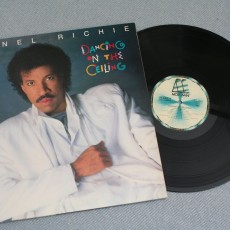 NEL RICHIE
DANCING
ON THE
CEILING